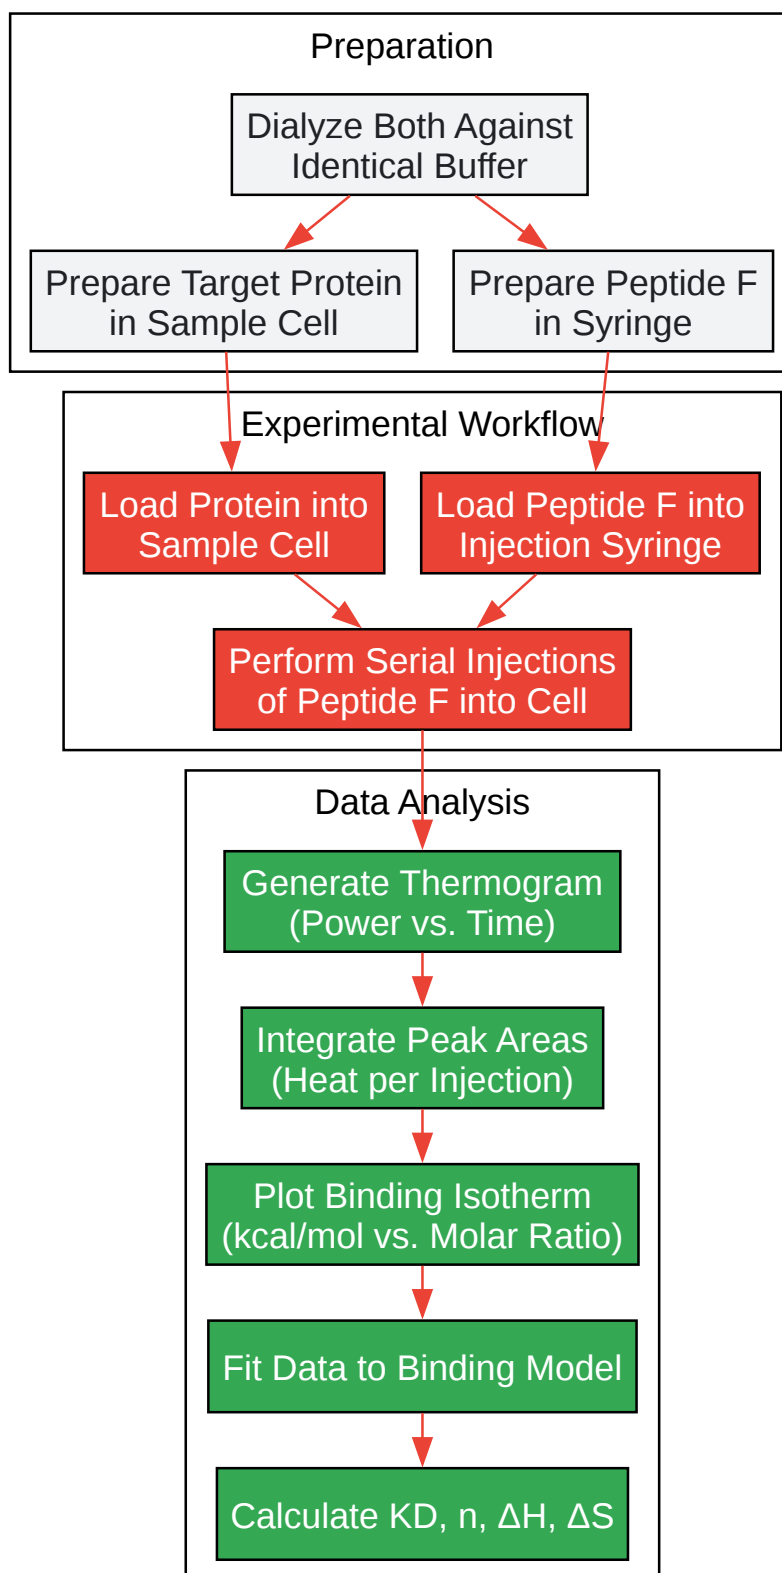 Preparation
Dialyze Both Against
Identical Buffer
Prepare Target Protein
in Sample Cell
Prepare Peptide F
in Syringe
Experimental Workflow
Load Protein into
Sample Cell
Load Peptide F into
Injection Syringe
Perform Serial Injections
of Peptide F into Cell
Data Analysis
Generate Thermogram
(Power vs. Time)
Integrate Peak Areas
(Heat per Injection)
Plot Binding Isotherm
(kcal/mol vs. Molar Ratio)
Fit Data to Binding Model
Calculate KD, n, ΔH, ΔS